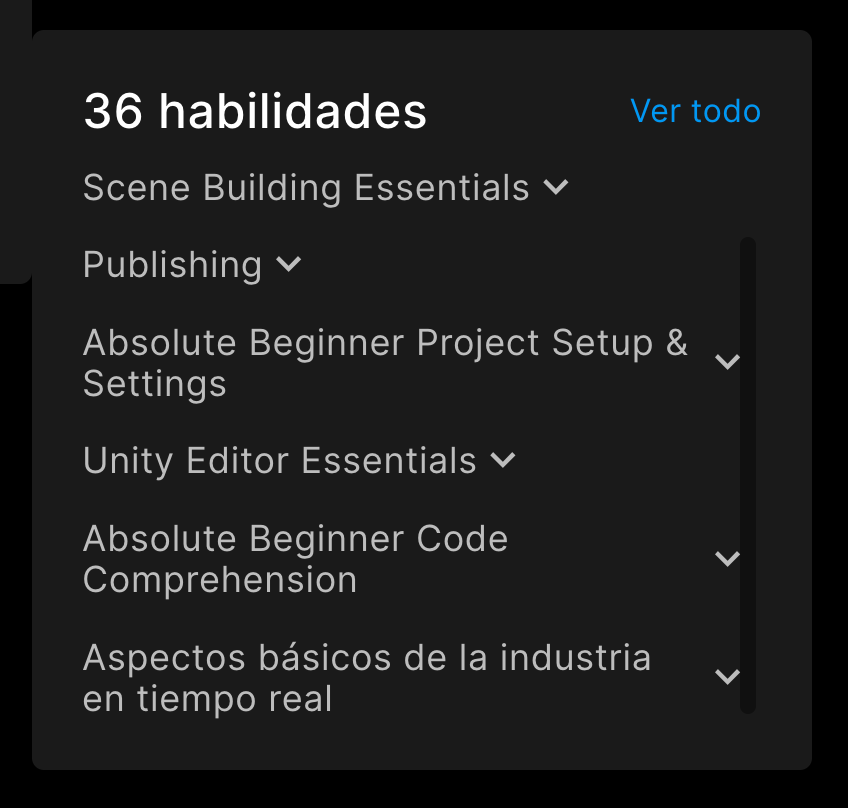 36 habilidades
Ver todo
Scene Building Essentials
Publishing
Absolute Beginner Project Setup &
Settings
Unity Editor Essentials
Absolute Beginner Code
Comprehension
Aspectos básicos de la industria
en tiempo real